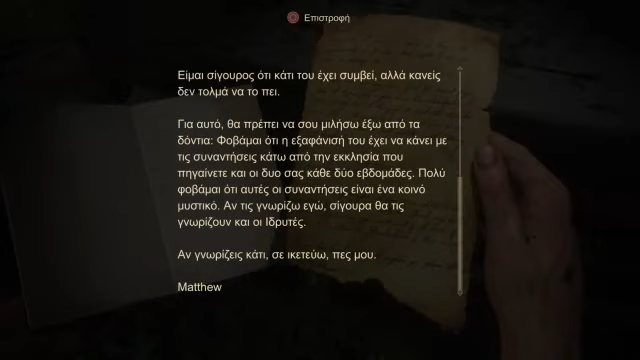 Επιστροφή
Είμαι σίγουρος ότι κάτι του έχει συμβεί, αλλά κανείς
δεν τολμά να το πει.
Για αυτό, θα πρέπει να σου μιλήσω έξω από τα
δόντια: Φοβάμαι ότι η εξαφάνισή του έχει να κάνει με
τις συναντήσεις κάτω από την εκκλησία που
πηγαίνετε και οι δυο σας κάθε δύο εβδομάδες. Πολύ
φοβάμαι ότι αυτές οι συναντήσεις είναι ένα κοινό
μυστικό. Αν τις γνωρίζω εγώ, σίγουρα θα τις
γνωρίζουν και οι Ιδρυτές.
Αν γνωρίζεις κάτι, σε ικετεύω, πες μου.
Matthew